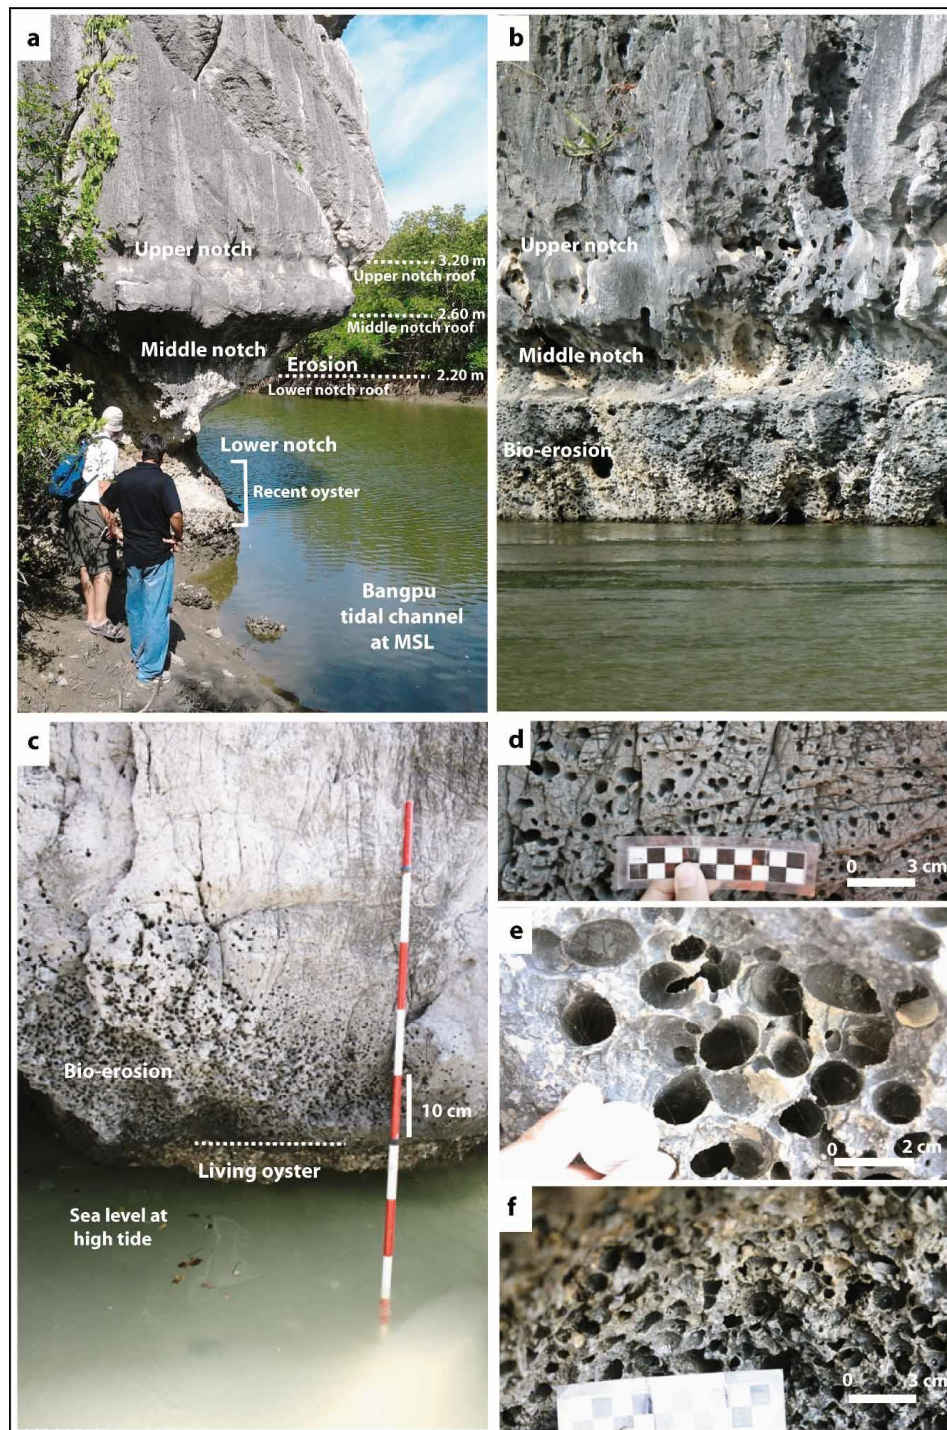 a
Upper notch
3.20 m
Upper notch roof
2.60 m
Middle notch roof
Middle notch
Erosion
2.20 m
Lower notch roof
Lower notch
Recent oyster
Bangpu
tidal channel
at MSL
b
Upper notch
Middle notch
Bio-erosion
c
Bio-erosion
10 cm
Living oyster
Sea level at
high tide
d
0 3 cm
e
0 2 cm
f
0 3 cm